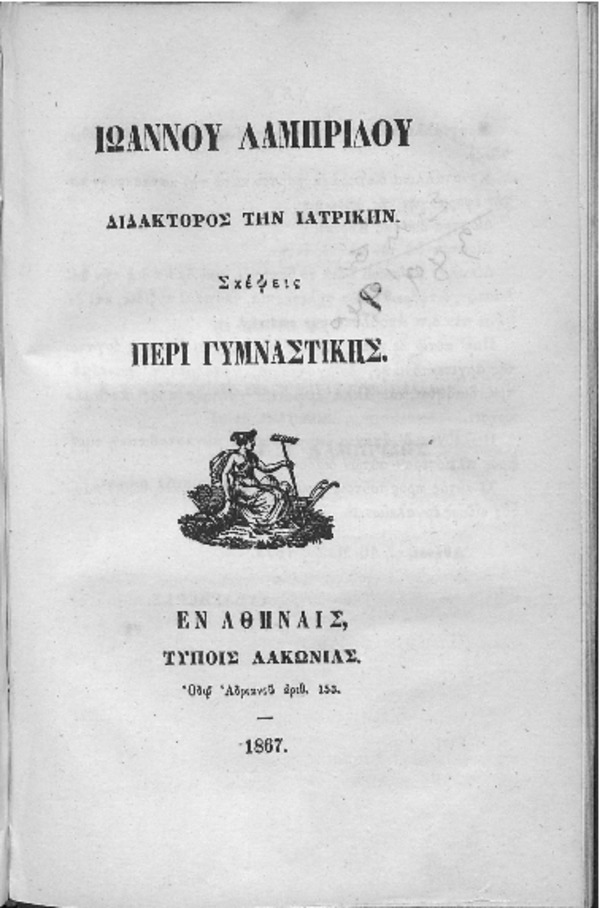 ΙΩΑΝΝΟΥ ΛΑΜΠΡΙΔΟΥ
ΔΙΔΑΚΤΟΡΟΣ ΤΗΝ ΙΑΤΡΙΚΗΝ.
Σκέψεις
ΠΕΡΙ ΓΥΜΝΑΣΤΙΚΗΣ.
ΕΝ ΑΘΗΝΑΙΣ,
ΤΥΠΟΙΣ ΛΑΚΩΝΙΑΣ.
Ὁδῷ Ἀδριανοῦ ἀριθ. 153.
1867.